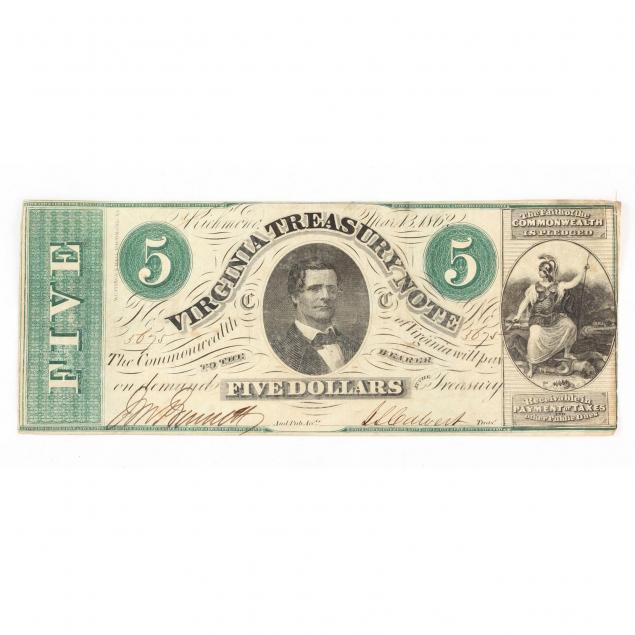 FIVE
Richmond, Mar. 13, 1862
VIRGINIA TREASURY NOTE
5 5
C C
No 5675 No 5675
The Commonwealth of Virginia will pay
TO THE BEARER
on demand FIVE DOLLARS AT THE Treasury
Aud. Pub. Acc. S C Calvert Treas
The Faith of the
COMMONWEALTH
IS PLEDGED
Receivable in
PAYMENT OF TAXES
other Public Dues